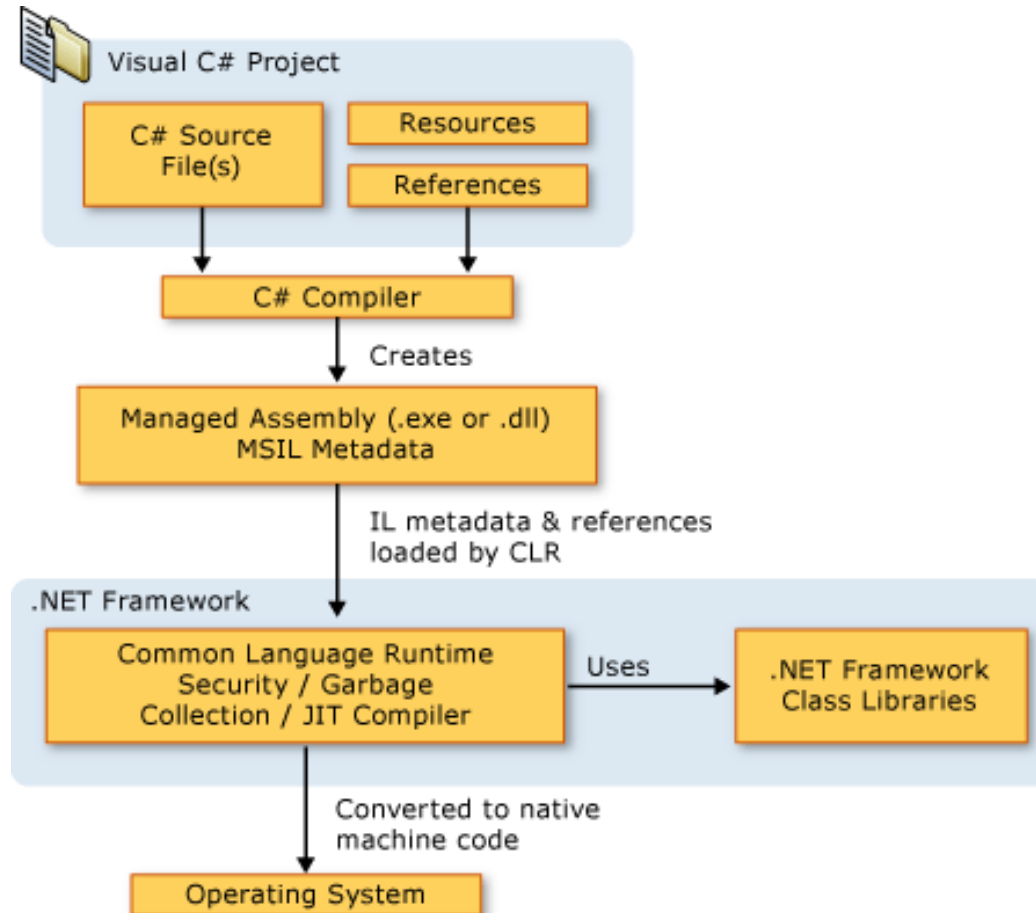 Visual C# Project
C# Source
File(s)
Resources
References
C# Compiler
Creates
Managed Assembly (.exe or .dll)
MSIL Metadata
IL metadata & references
loaded by CLR
.NET Framework
Common Language Runtime
Security / Garbage
Collection / JIT Compiler
Uses
.NET Framework
Class Libraries
Converted to native
machine code
Operating System